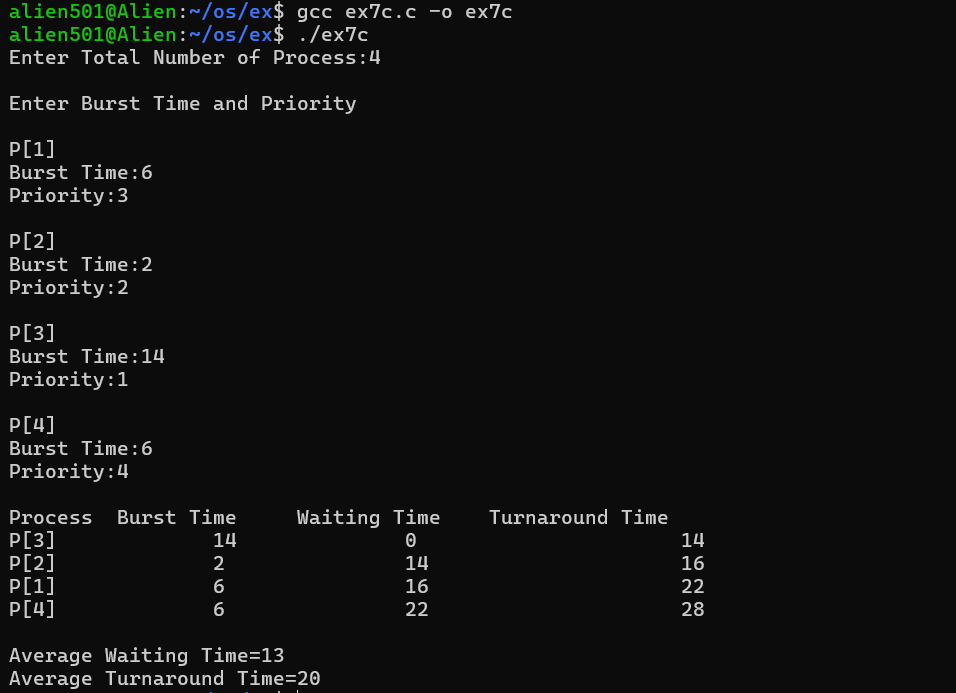 alien501@Alien:~/os/ex$ gcc ex7c.c -o ex7c
alien501@Alien:~/os/ex$ ./ex7c
Enter Total Number of Process:4
Enter Burst Time and Priority
P[1]
Burst Time:6
Priority:3
P[2]
Burst Time:2
Priority:2
P[3]
Burst Time:14
Priority:1
P[4]
Burst Time:6
Priority:4
Process Burst Time Waiting Time Turnaround Time
P[3] 14 0 14
P[2] 2 14 16
P[1] 6 16 22
P[4] 6 22 28
Average Waiting Time=13
Average Turnaround Time=20